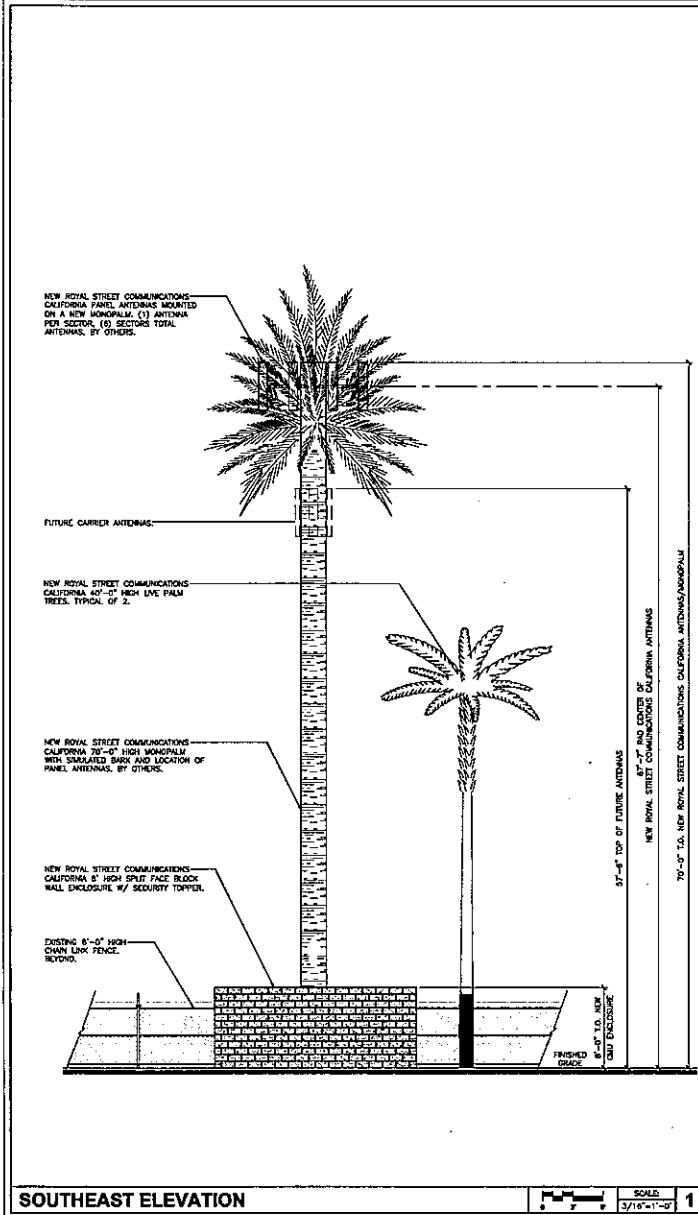 NEW ROYAL STREET COMMUNICATIONS
CALIFORNIA PANEL ANTENNAS MOUNTED
ON A NEW MONOPALM. (1) ANTENNA
PER SECTOR, (6) SECTORS TOTAL
ANTENNAS, BY OTHERS.
FUTURE CARRIER ANTENNAS.
NEW ROYAL STREET COMMUNICATIONS
CALIFORNIA 40'-0" HIGH LIVE PALM
TREES. TYPICAL OF 2.
NEW ROYAL STREET COMMUNICATIONS
CALIFORNIA 70'-0" HIGH MONOPALM
WITH SIMULATED BARK AND LOCATION OF
PANEL ANTENNAS. BY OTHERS.
NEW ROYAL STREET COMMUNICATIONS
CALIFORNIA 8' HIGH SPLIT FACE BLOCK
WALL ENCLOSURE W/ SECURITY TOPPER.
EXISTING 6'-0" HIGH
CHAIN LINK FENCE.
BEYOND.
57'-6" TOP OF FUTURE ANTENNAS
67'-7" RAD CENTER OF
NEW ROYAL STREET COMMUNICATIONS CALIFORNIA ANTENNAS
70'-0" T.O. NEW ROYAL STREET COMMUNICATIONS CALIFORNIA ANTENNAS/MONOPALM
8'-0" T.O. NEW
CMU ENCLOSURE
FINISHED
GRADE
SOUTHEAST ELEVATION
SCALE:
3/16"=1'-0"
1